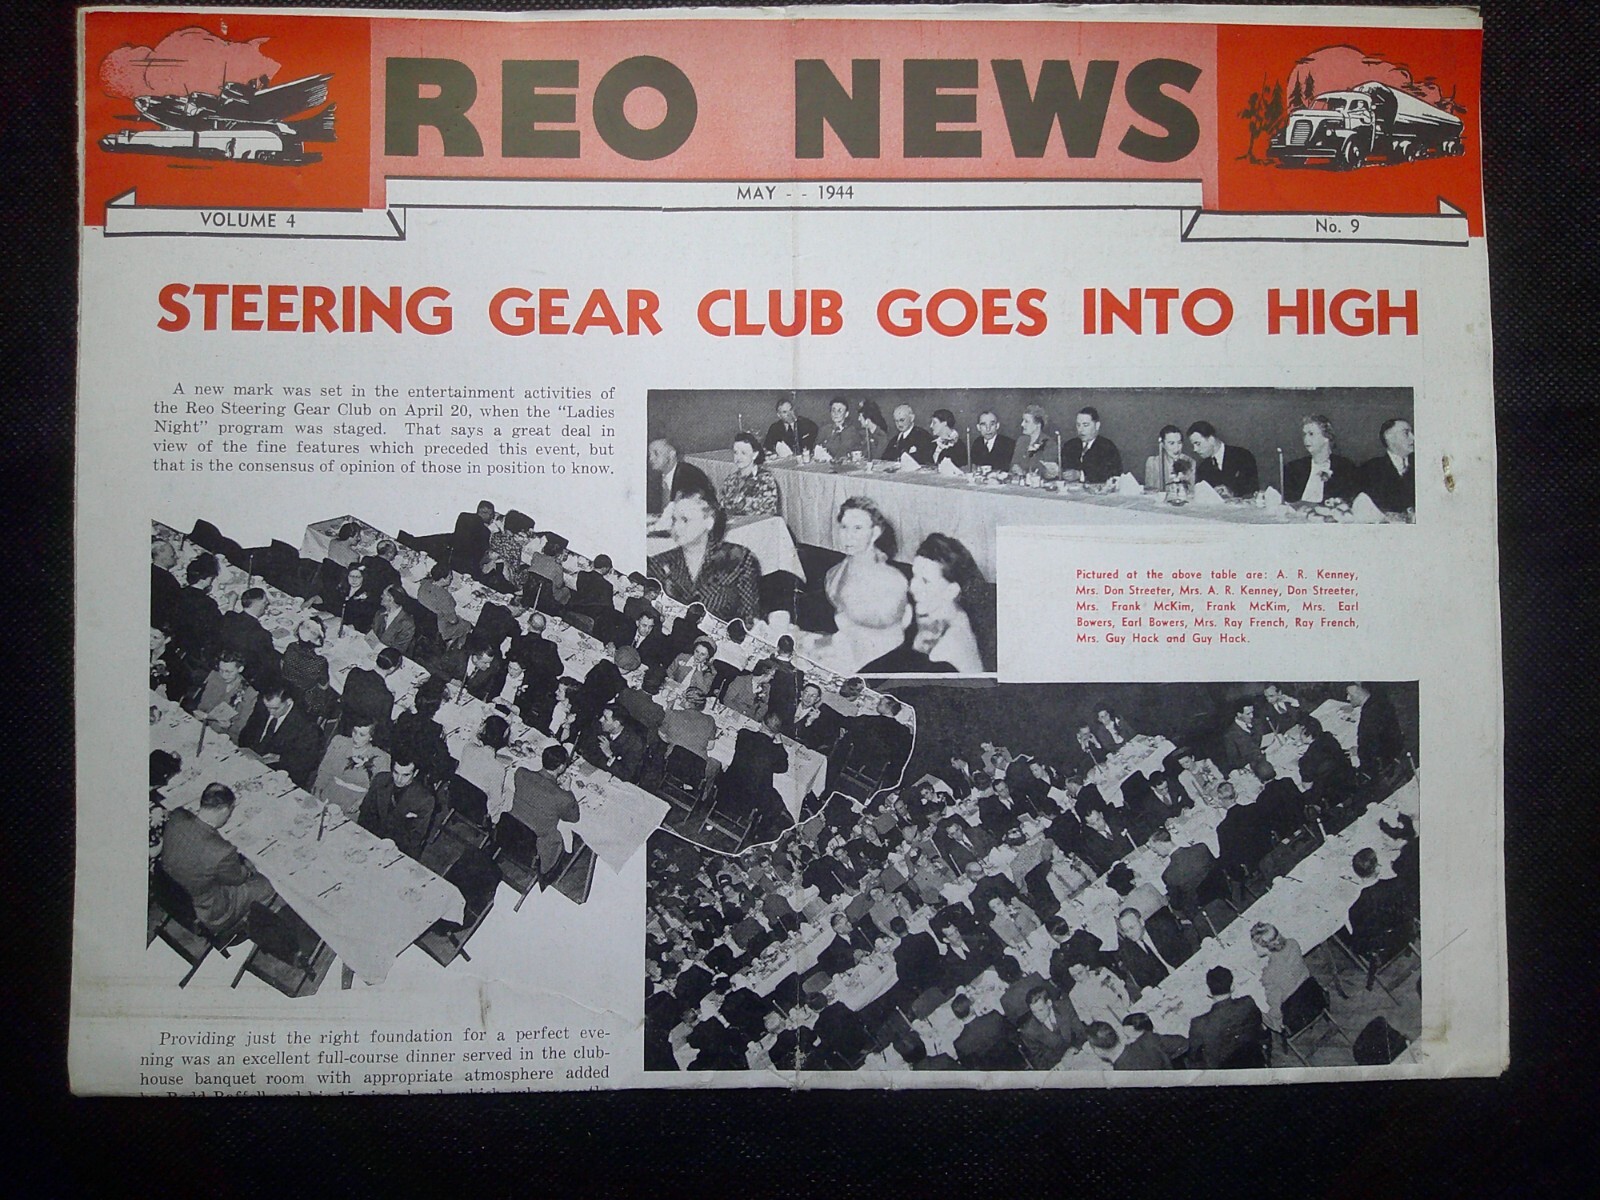 REO NEWS
MAY - - 1944
VOLUME 4
No. 9
STEERING GEAR CLUB GOES INTO HIGH
A new mark was set in the entertainment activities of
the Reo Steering Gear Club on April 20, when the "Ladies
Night" program was staged. That says a great deal in
view of the fine features which preceded this event, but
that is the consensus of opinion of those in position to know.
Pictured at the above table are: A. R. Kenney,
Mrs. Don Streeter, Mrs. A. R. Kenney, Don Streeter,
Mrs. Frank McKim, Frank McKim, Mrs. Earl
Bowers, Earl Bowers, Mrs. Ray French, Ray French,
Mrs. Guy Hack and Guy Hack.
Providing just the right foundation for a perfect eve-
ning was an excellent full-course dinner served in the club-
house banquet room with appropriate atmosphere added